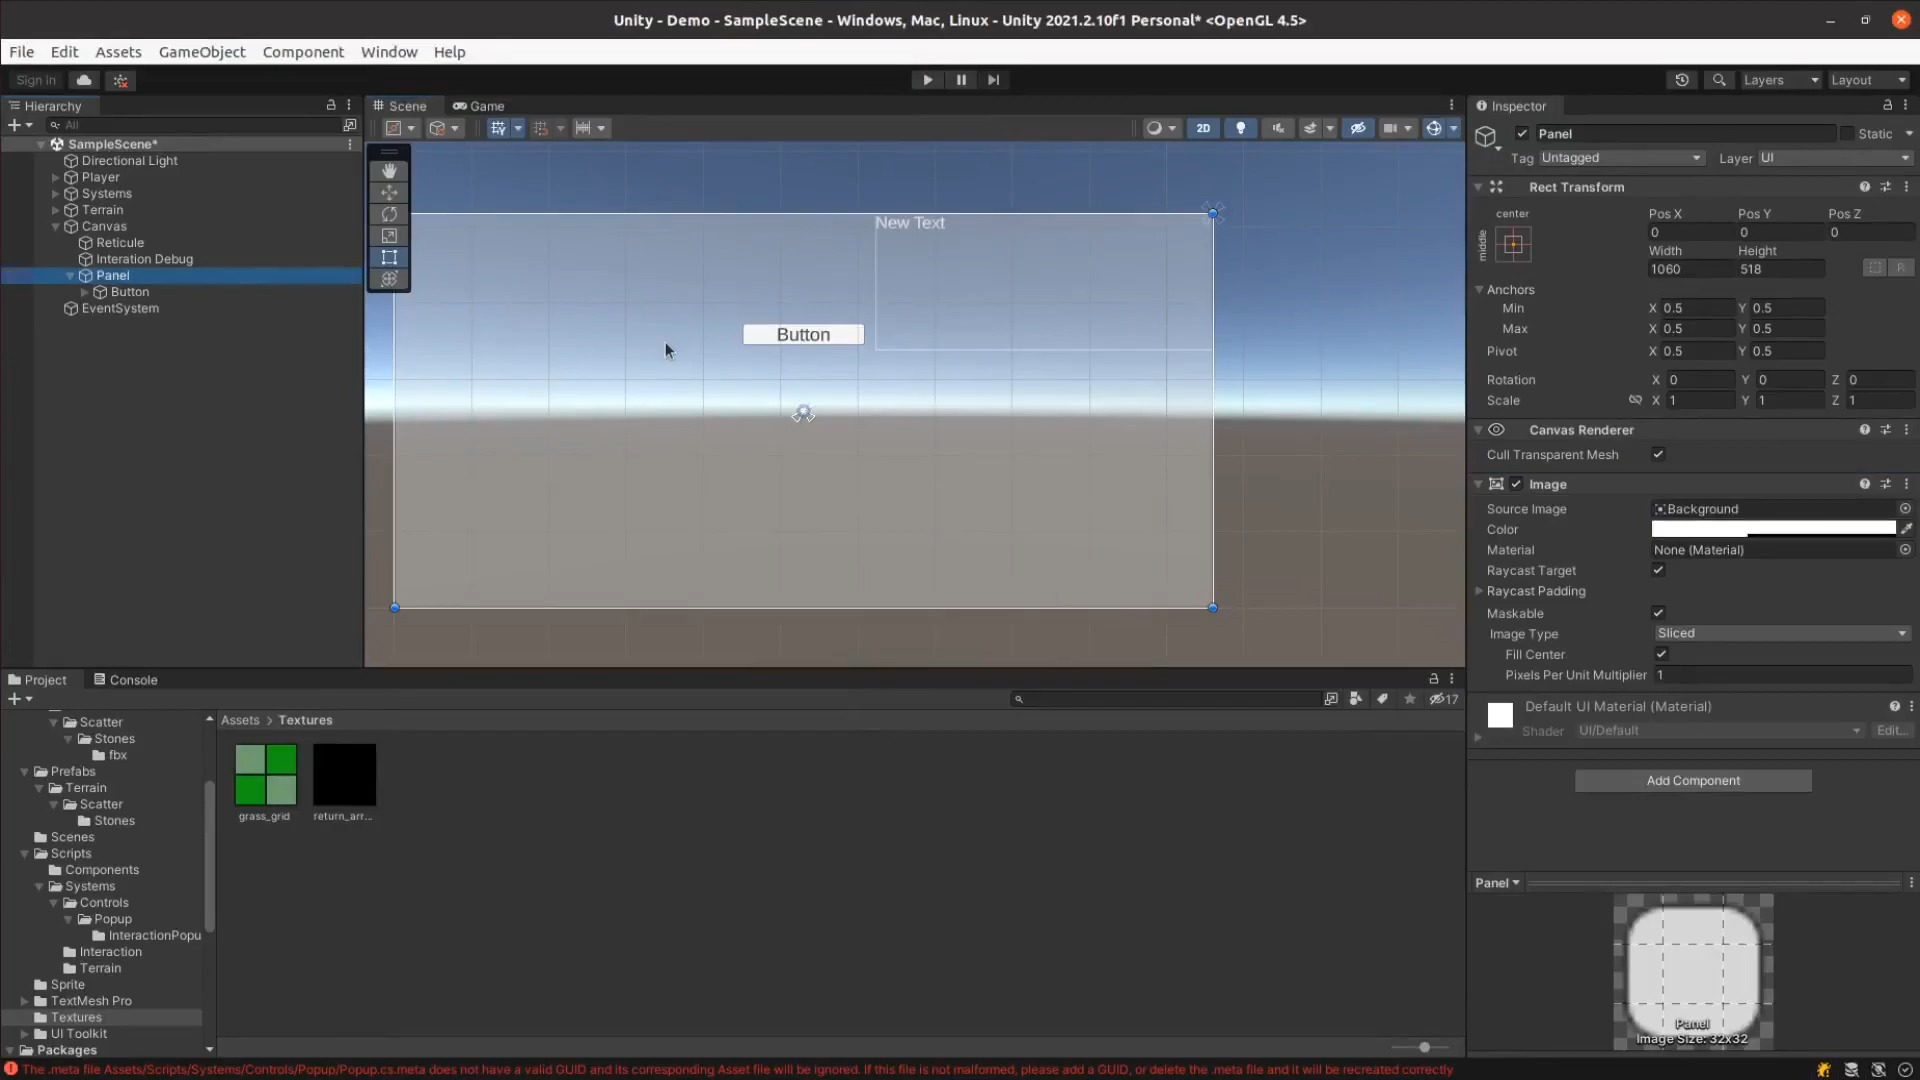 Unity - Demo - SampleScene - Windows, Mac, Linux - Unity 2021.2.10f1 Personal* <OpenGL 4.5>
File Edit Assets GameObject Component Window Help
Sign in
Layers
Layout
Hierarchy
All
SampleScene*
Directional Light
Player
Systems
Terrain
Canvas
Reticule
Interation Debug
Panel
Button
EventSystem
Scene
Game
2D
New Text
Button
Inspector
Panel
Static
Tag Untagged Layer UI
Rect Transform
center
middle
Pos X Pos Y Pos Z
0 0 0
Width Height
1060 518
R
Anchors
Min X 0.5 Y 0.5
Max X 0.5 Y 0.5
Pivot X 0.5 Y 0.5
Rotation X 0 Y 0 Z 0
Scale X 1 Y 1 Z 1
Canvas Renderer
Cull Transparent Mesh
Image
Source Image Background
Color
Material None (Material)
Raycast Target
Raycast Padding
Maskable
Image Type Sliced
Fill Center
Pixels Per Unit Multiplier 1
Default UI Material (Material)
Shader UI/Default Edit...
Add Component
Panel
Panel
Image Size: 32x32
Project
Console
17
Scatter
Stones
fbx
Prefabs
Terrain
Scatter
Stones
Scenes
Scripts
Components
Systems
Controls
Popup
InteractionPopu
Interaction
Terrain
Sprite
TextMesh Pro
Textures
UI Toolkit
Packages
Assets > Textures
grass_grid
return_arr...
The .meta file Assets/Scripts/Systems/Controls/Popup/Popup.cs.meta does not have a valid GUID and its corresponding Asset file will be ignored. If this file is not malformed, please add a GUID, or delete the .meta file and it will be recreated correctly